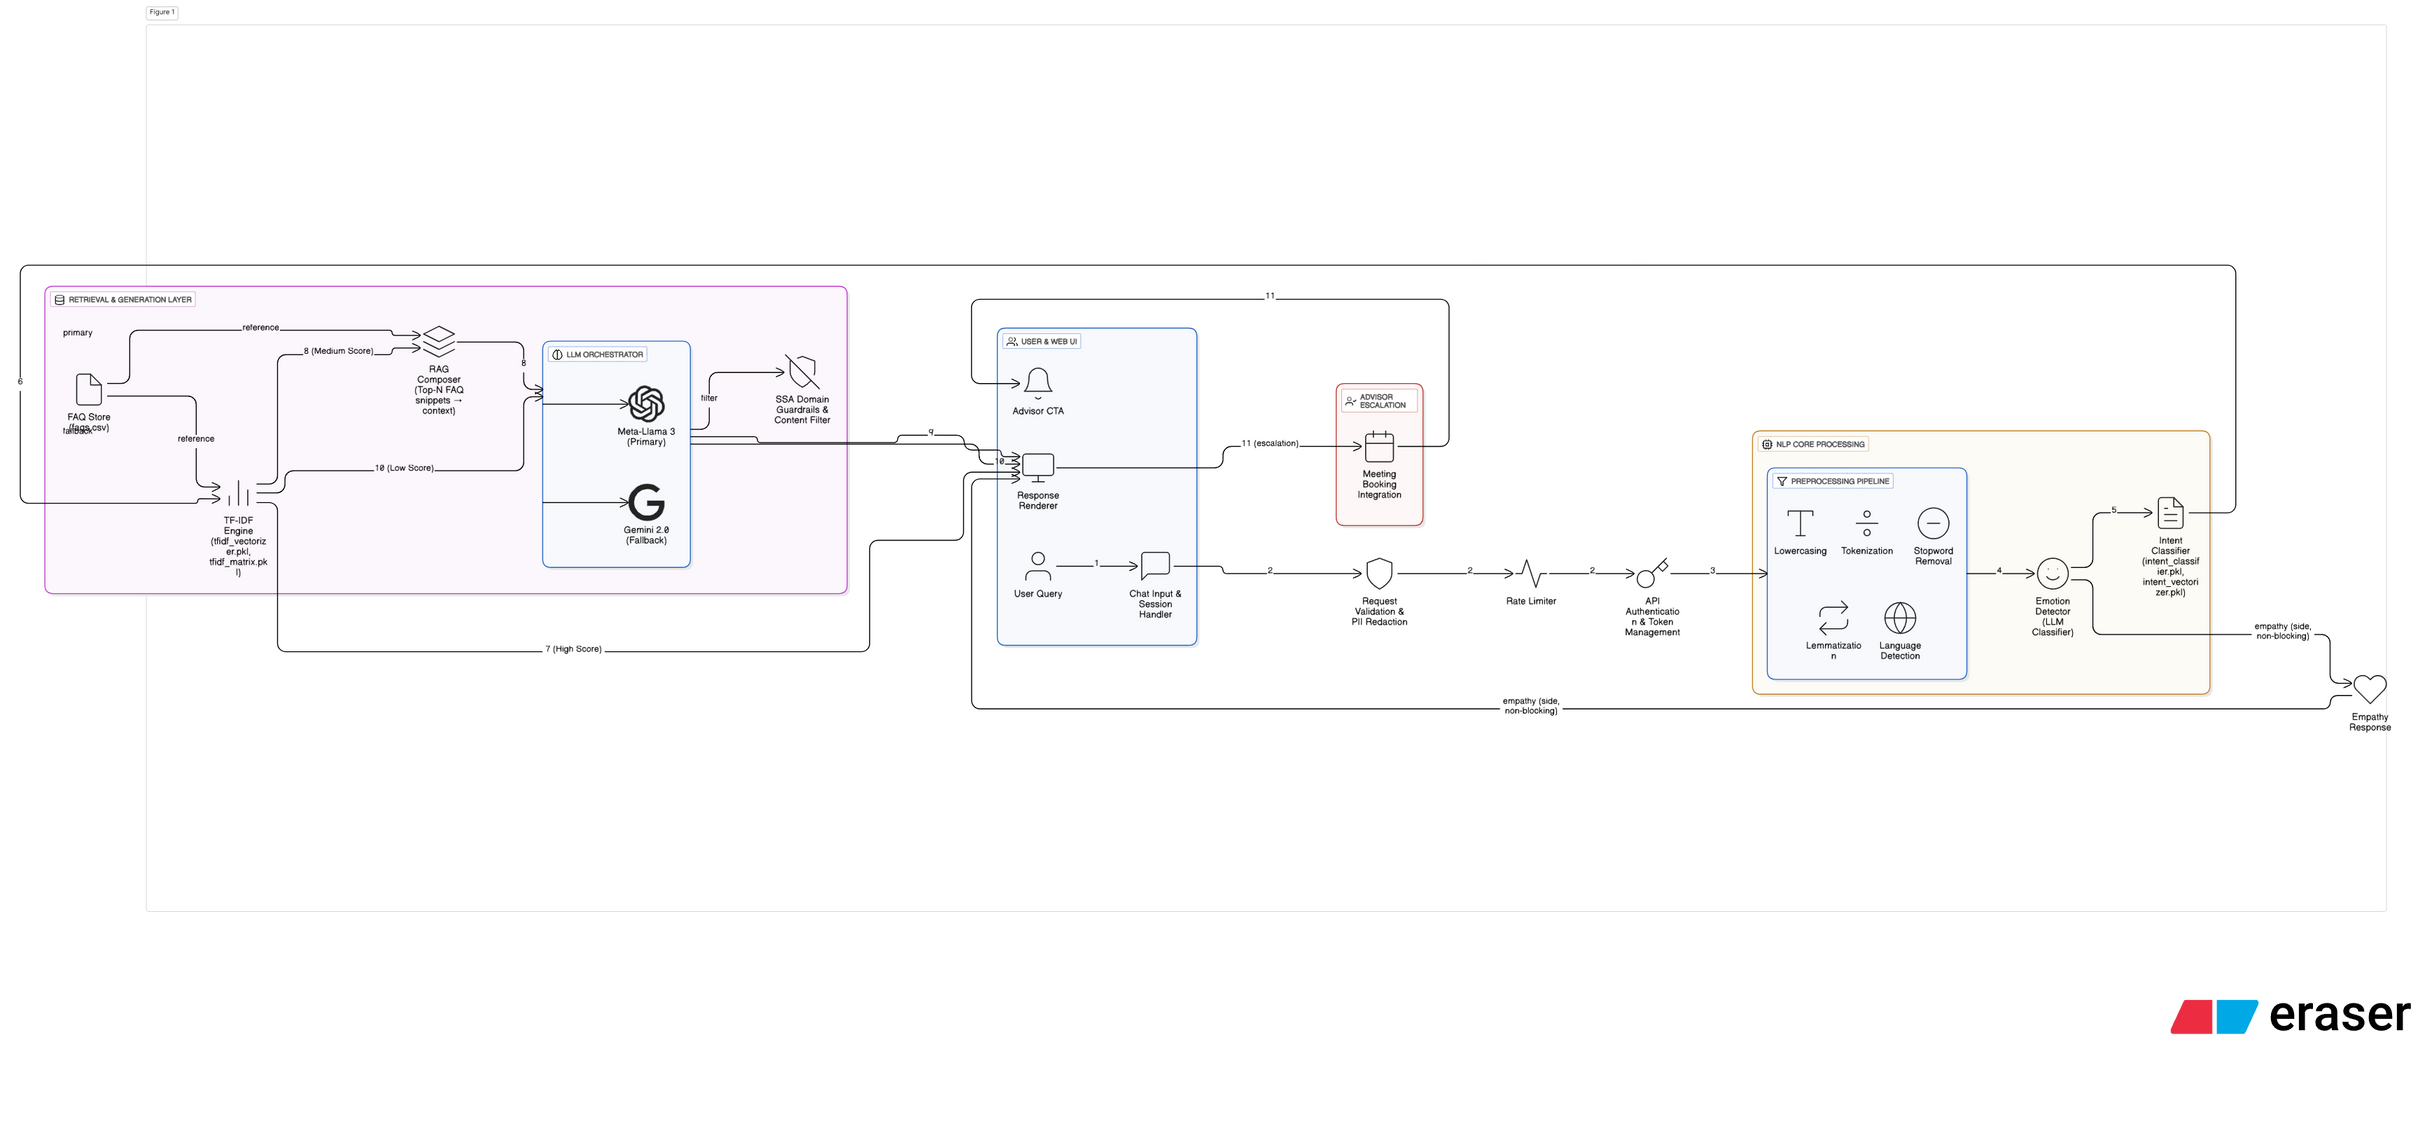 Figure 1
RETRIEVAL & GENERATION LAYER
primary
reference
8 (Medium Score)
RAG
Composer
(Top-N FAQ
snippets →
context)
8
6
FAQ Store
(faqs.csv)
fallback
reference
10 (Low Score)
TF-IDF
Engine
(tfidf_vectoriz
er.pkl,
tfidf_matrix.pk
l)
7 (High Score)
LLM ORCHESTRATOR
Meta-Llama 3
(Primary)
Gemini 2.0
(Fallback)
filter
SSA Domain
Guardrails &
Content Filter
9
10
11
USER & WEB UI
Advisor CTA
Response
Renderer
User Query
1
Chat Input &
Session
Handler
11 (escalation)
ADVISOR
ESCALATION
Meeting
Booking
Integration
2
Request
Validation &
PII Redaction
2
Rate Limiter
2
API
Authenticatio
n & Token
Management
3
NLP CORE PROCESSING
PREPROCESSING PIPELINE
Lowercasing
Tokenization
Stopword
Removal
Lemmatizatio
n
Language
Detection
4
Emotion
Detector
(LLM
Classifier)
5
Intent
Classifier
(intent_classif
ier.pkl,
intent_vectori
zer.pkl)
empathy (side,
non-blocking)
empathy (side,
non-blocking)
Empathy
Response
eraser